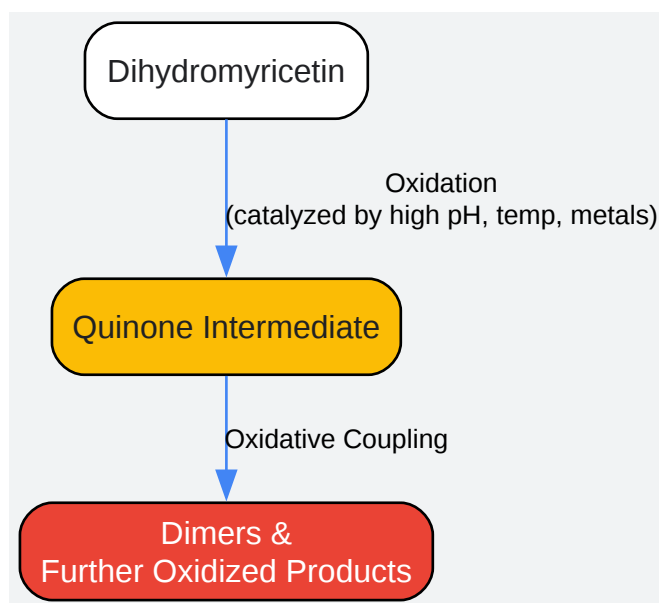 Dihydromyricetin
Oxidation
(catalyzed by high pH, temp, metals)
Quinone Intermediate
Oxidative Coupling
Dimers &
Further Oxidized Products